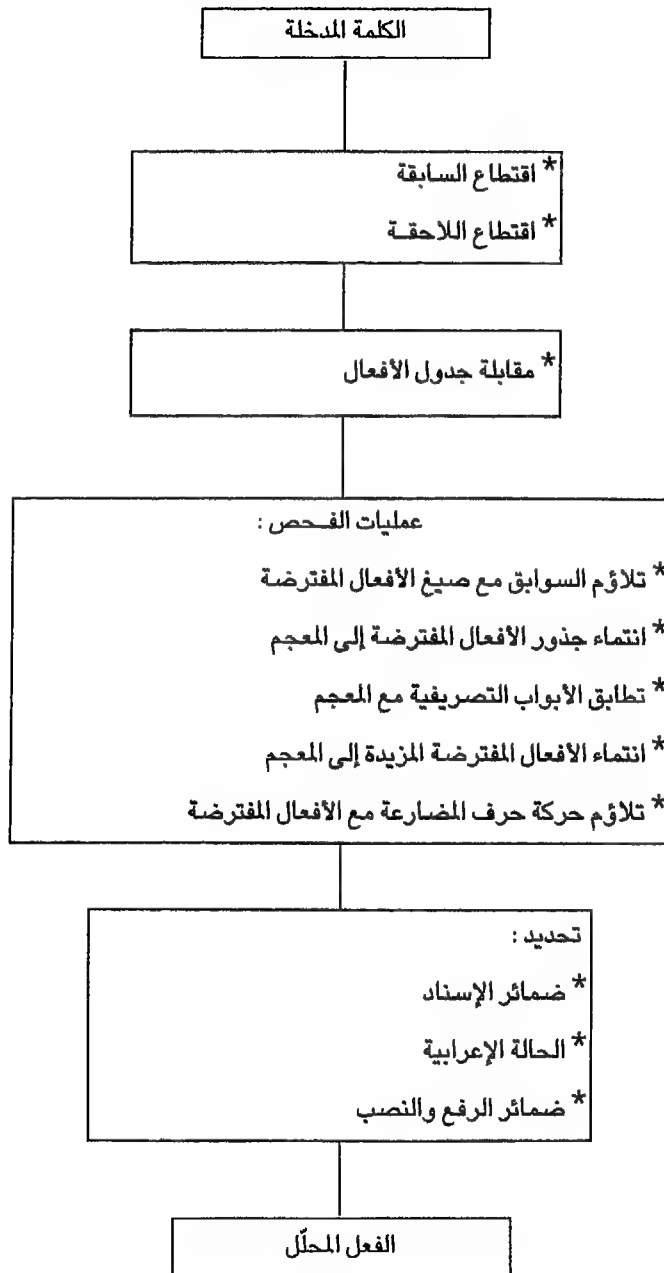 الكلمة المدخلة
* اقتطاع السابقة
* اقتطاع اللاحقة
* مقابلة جدول الأفعال
عمليات الفحص :
* تلاؤم السوابق مع صيغ الأفعال المفترضة
* انتماء جذور الأفعال المفترضة إلى المعجم
* تطابق الأبواب التصريفية مع المعجم
* انتماء الأفعال المفترضة المزيدة إلى المعجم
* تلاؤم حركة حرف المضارعة مع الأفعال المفترضة
تحديد :
* ضمائر الإسناد
* الحالة الإعرابية
* ضمائر الرفع والنصب
الفعل المحلّل